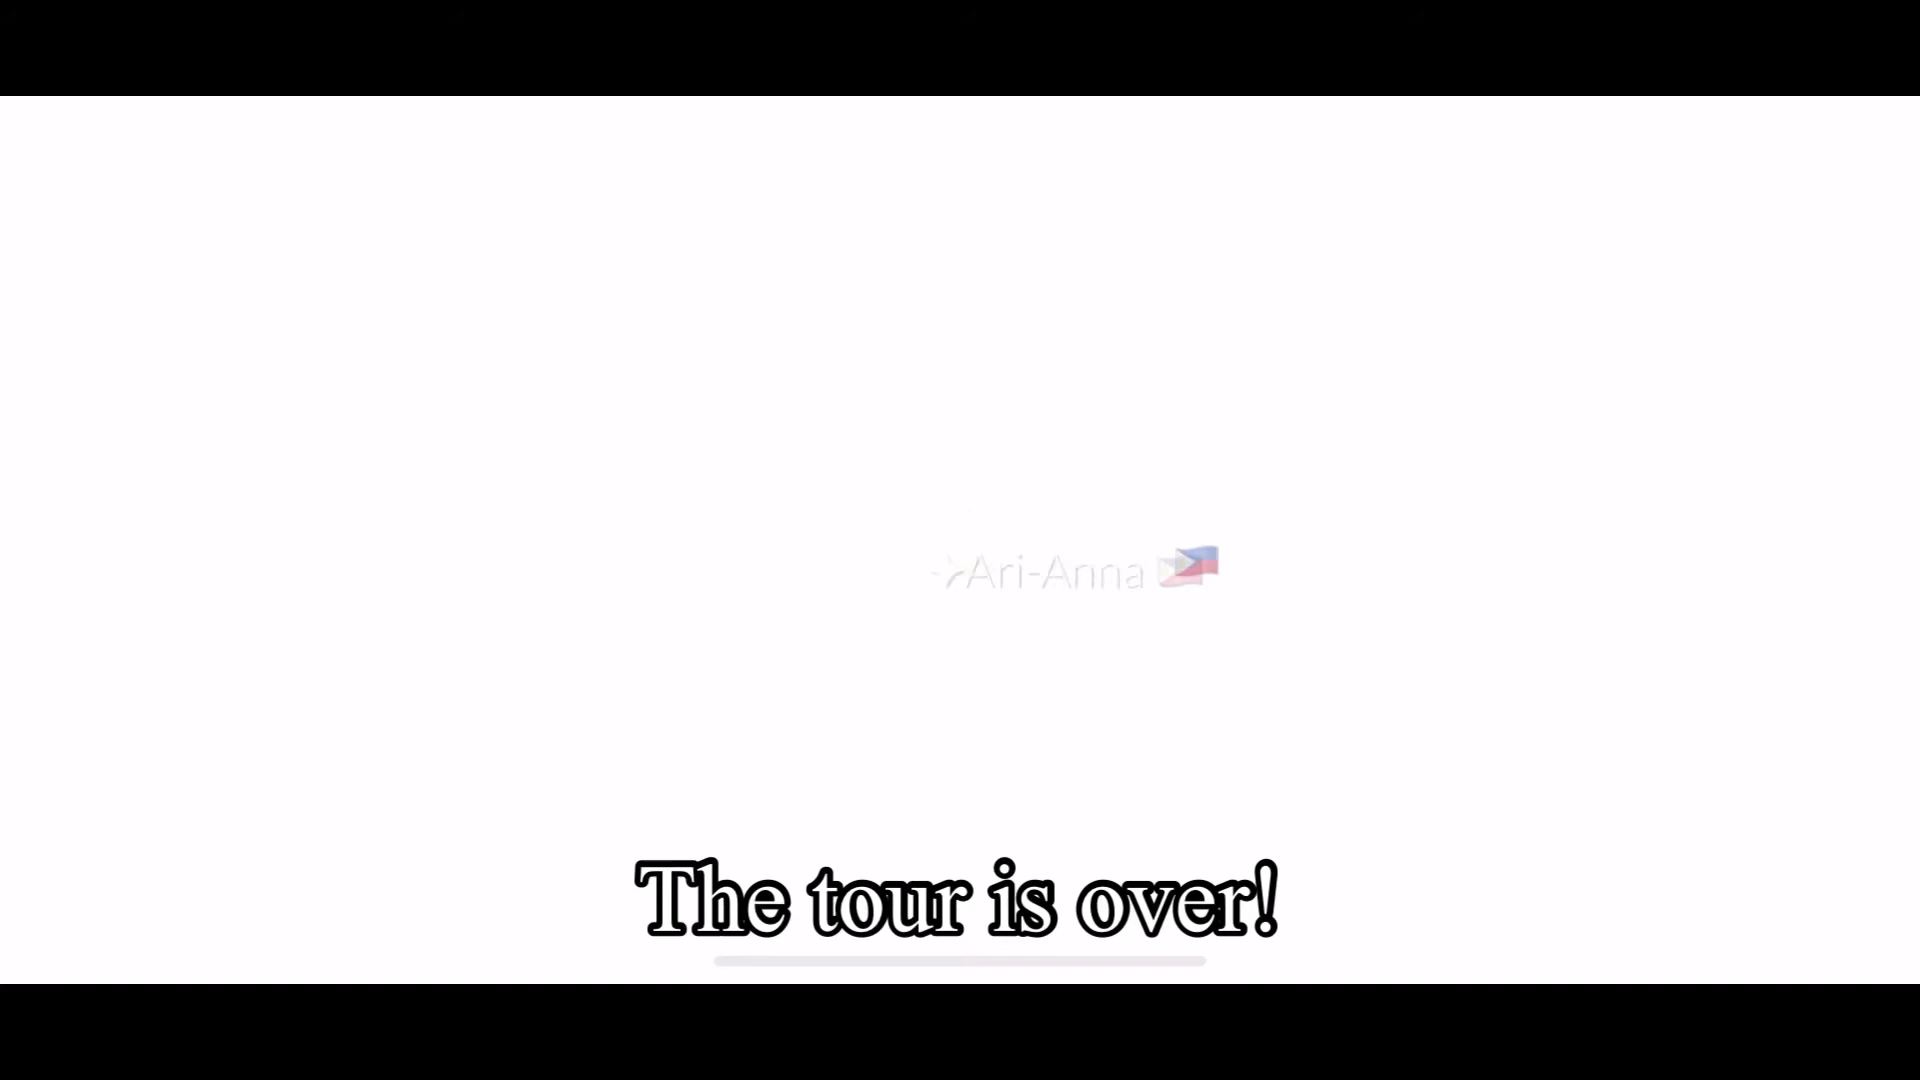 ✈Ari-Anna 🇵🇭
The tour is over!